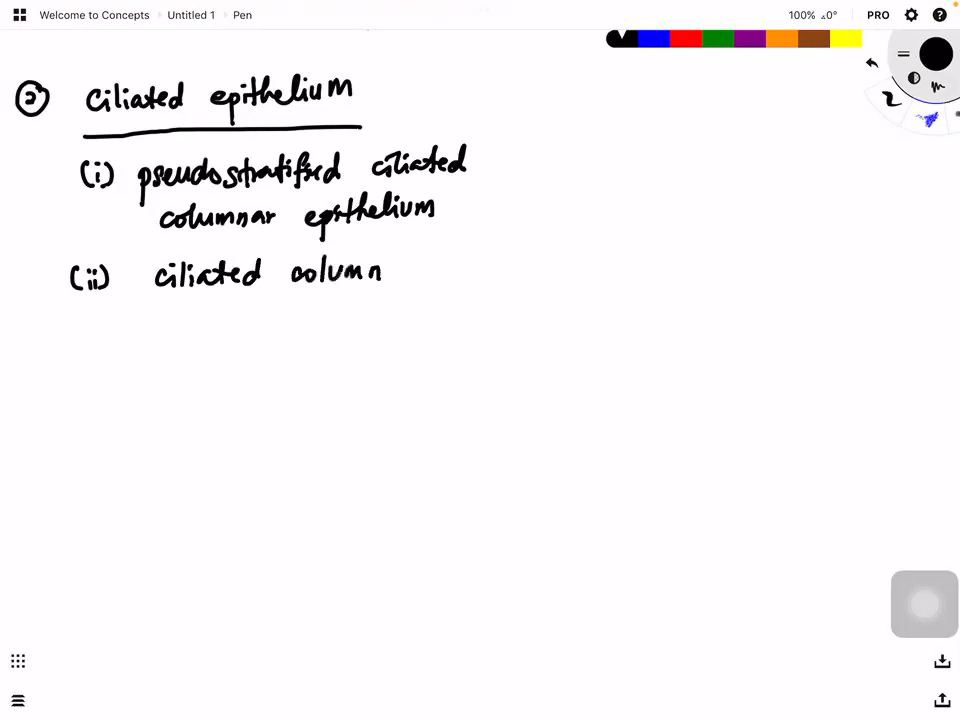 Welcome to Concepts > Untitled 1 > Pen
100% 0° PRO
② ciliated epithelium
(i) pseudostratified ciliated
columnar epithelium
(ii) ciliated column